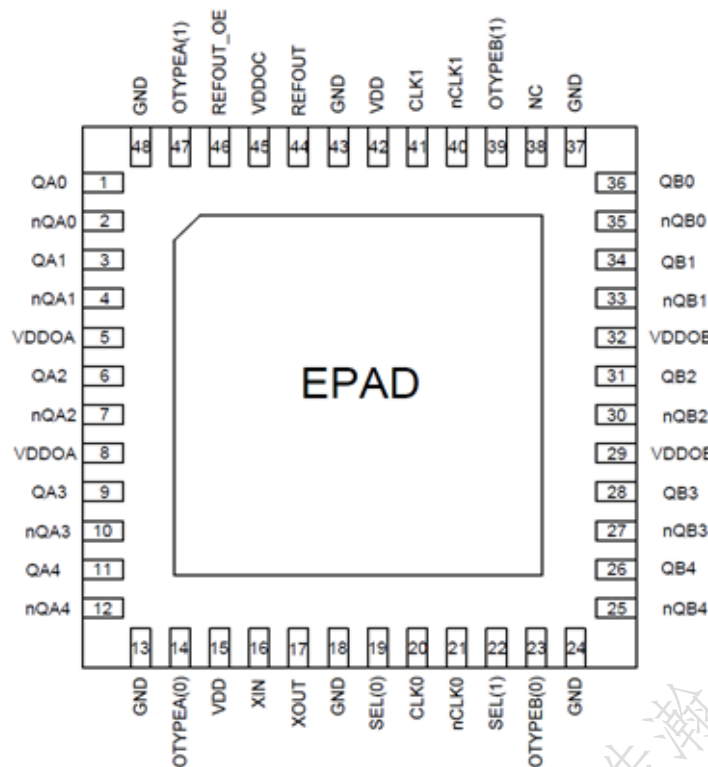 GND OTYPEA(1) REFOUT_OE VDDOC REFOUT GND VDD CLK1 nCLK1 OTYPEB(1) NC GND
48 47 46 45 44 43 42 41 40 39 38 37
QA0 1 36 QB0
nQA0 2 35 nQB0
QA1 3 34 QB1
nQA1 4 33 nQB1
VDDOA 5 32 VDDOB
QA2 6 31 QB2
EPAD
nQA2 7 30 nQB2
VDDOA 8 29 VDDOB
QA3 9 28 QB3
nQA3 10 27 nQB3
QA4 11 26 QB4
nQA4 12 25 nQB4
13 14 15 16 17 18 19 20 21 22 23 24
GND OTYPEA(0) VDD XIN XOUT GND SEL(0) CLK0 nCLK0 SEL(1) OTYPEB(0) GND